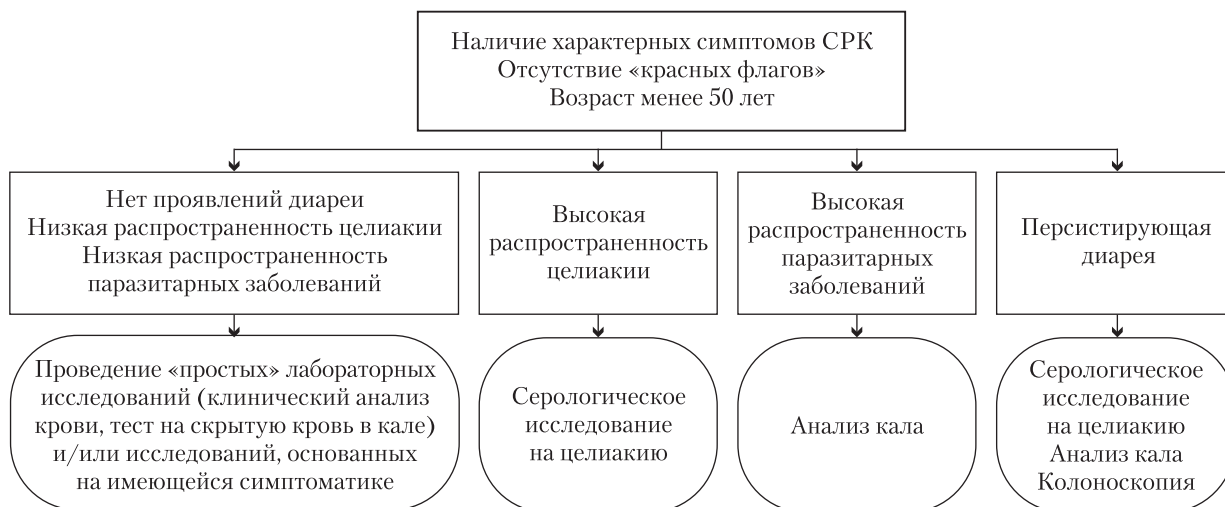 Наличие характерных симптомов СРК
Отсутствие «красных флагов»
Возраст менее 50 лет
Нет проявлений диареи
Низкая распространенность целиакии
Низкая распространенность
паразитарных заболеваний
Высокая
распространенность
целиакии
Высокая
распространенность
паразитарных
заболеваний
Персистирующая
диарея
Проведение «простых» лабораторных
исследований (клинический анализ
крови, тест на скрытую кровь в кале)
и/или исследований, основанных
на имеющейся симптоматике
Серологическое
исследование
на целиакию
Анализ кала
Серологическое
исследование
на целиакию
Анализ кала
Колоноскопия